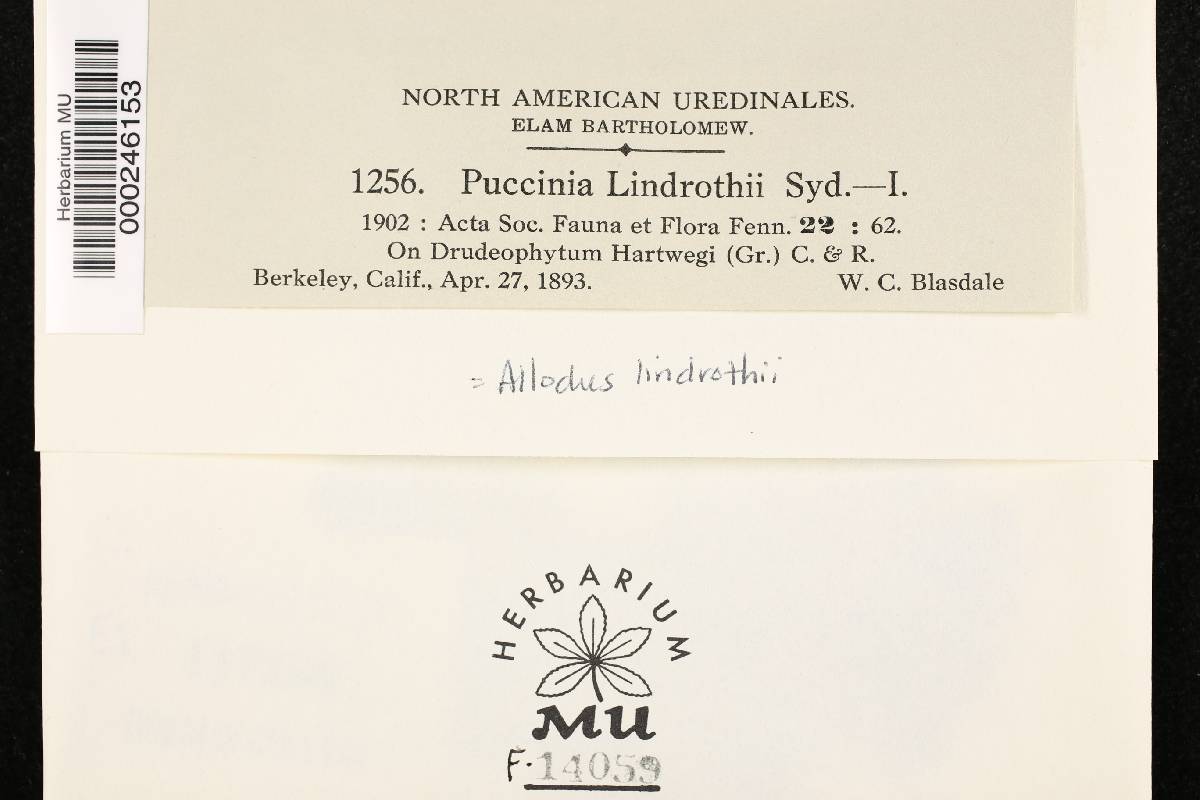 Herbarium MU
000246153
NORTH AMERICAN UREDINALES.
ELAM BARTHOLOMEW.
1256. Puccinia Lindrothii Syd.—I.
1902 : Acta Soc. Fauna et Flora Fenn. 22 : 62.
On Drudeophytum Hartwegi (Gr.) C. & R.
Berkeley, Calif., Apr. 27, 1893. W. C. Blasdale
= Allodus lindrothii
HERBARIUM
MU
F. 14059